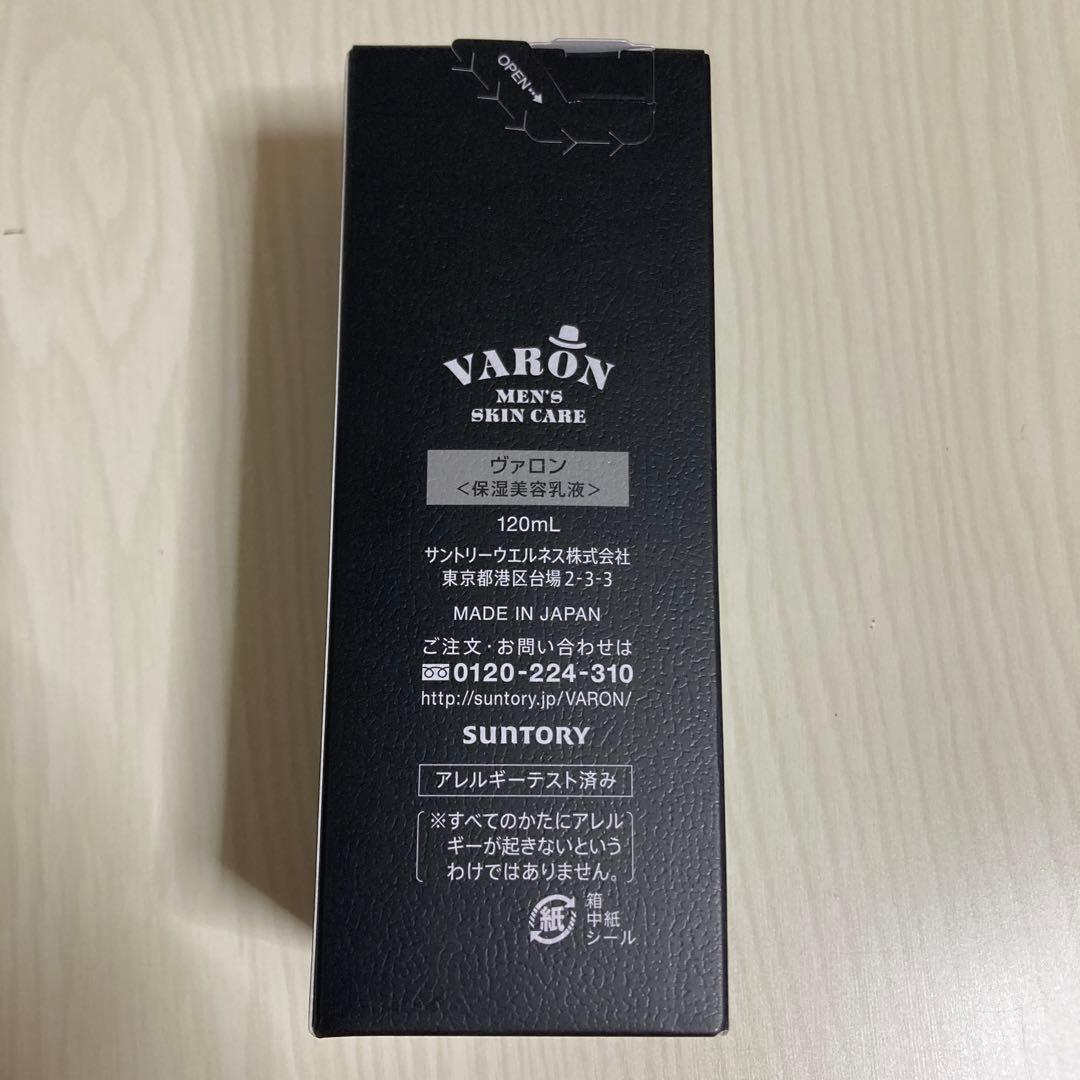 OPEN
VARON
MEN'S
SKIN CARE
ヴァロン
<保湿美容乳液>
120mL
サントリーウエルネス株式会社
東京都港区台場2-3-3
MADE IN JAPAN
ご注文・お問い合わせは
0120-224-310
http://suntory.jp/VARON/
SUNTORY
アレルギーテスト済み
※すべてのかたにアレル
ギーが起きないという
わけではありません。
紙
箱
中紙
シール